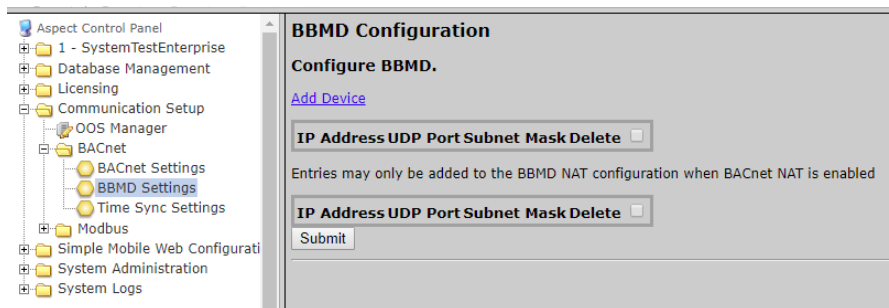 Aspect Control Panel
1 - SystemTestEnterprise
Database Management
Licensing
Communication Setup
OOS Manager
BACnet
BACnet Settings
BBMD Settings
Time Sync Settings
Modbus
Simple Mobile Web Configurati
System Administration
System Logs
BBMD Configuration
Configure BBMD.
Add Device
IP Address UDP Port Subnet Mask Delete
Entries may only be added to the BBMD NAT configuration when BACnet NAT is enabled
IP Address UDP Port Subnet Mask Delete
Submit